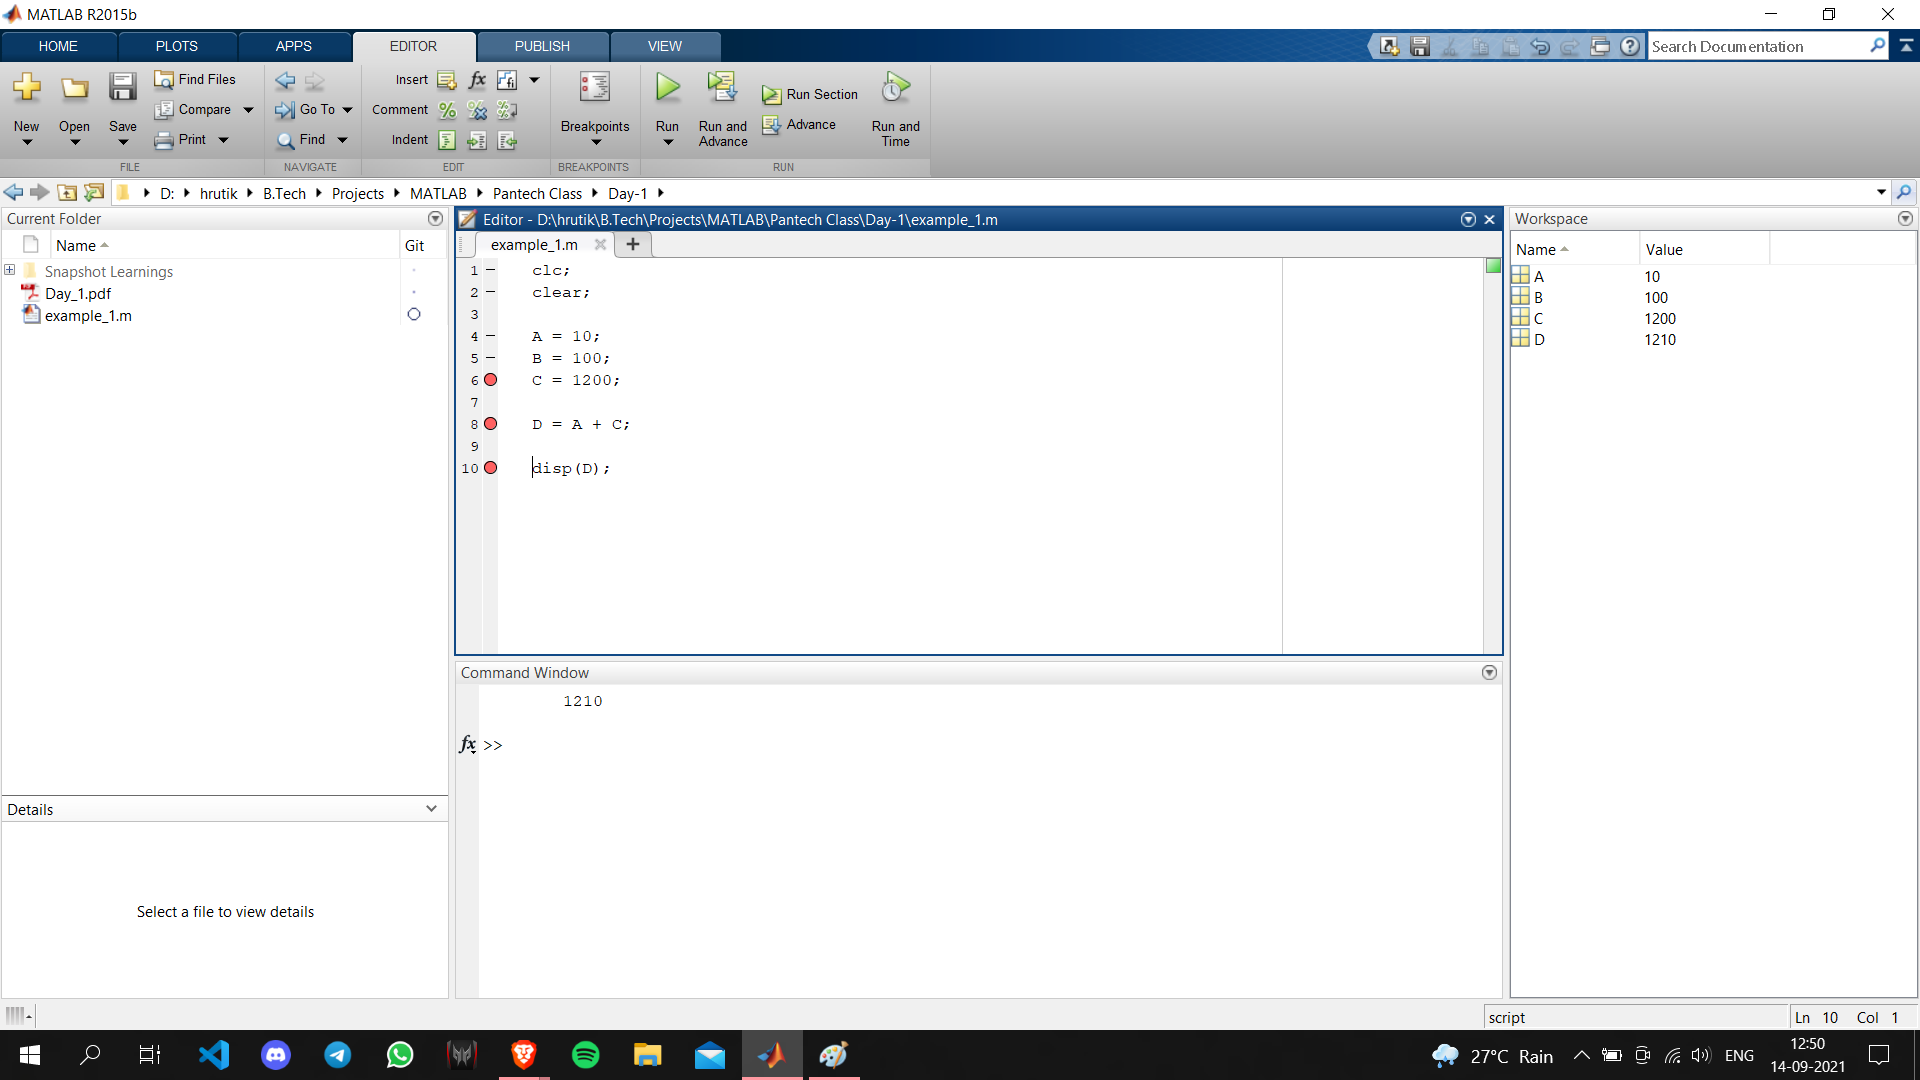 MATLAB R2015b
HOME PLOTS APPS EDITOR PUBLISH VIEW
Search Documentation
New Open Save Find Files Compare Print
FILE
Go To Find
NAVIGATE
Insert fx
Comment
Indent
EDIT
Breakpoints
BREAKPOINTS
Run Run and Advance Run Section Advance Run and Time
RUN
D: hrutik B.Tech Projects MATLAB Pantech Class Day-1
Current Folder
Name Git
Snapshot Learnings
Day_1.pdf
example_1.m
Details
Select a file to view details
Editor - D:\hrutik\B.Tech\Projects\MATLAB\Pantech Class\Day-1\example_1.m
example_1.m
1 clc;
2 clear;
3
4 A = 10;
5 B = 100;
6 C = 1200;
7
8 D = A + C;
9
10 disp(D);
Command Window
1210
fx >>
Workspace
Name Value
A 10
B 100
C 1200
D 1210
script Ln 10 Col 1
27°C Rain ENG 12:50
14-09-2021